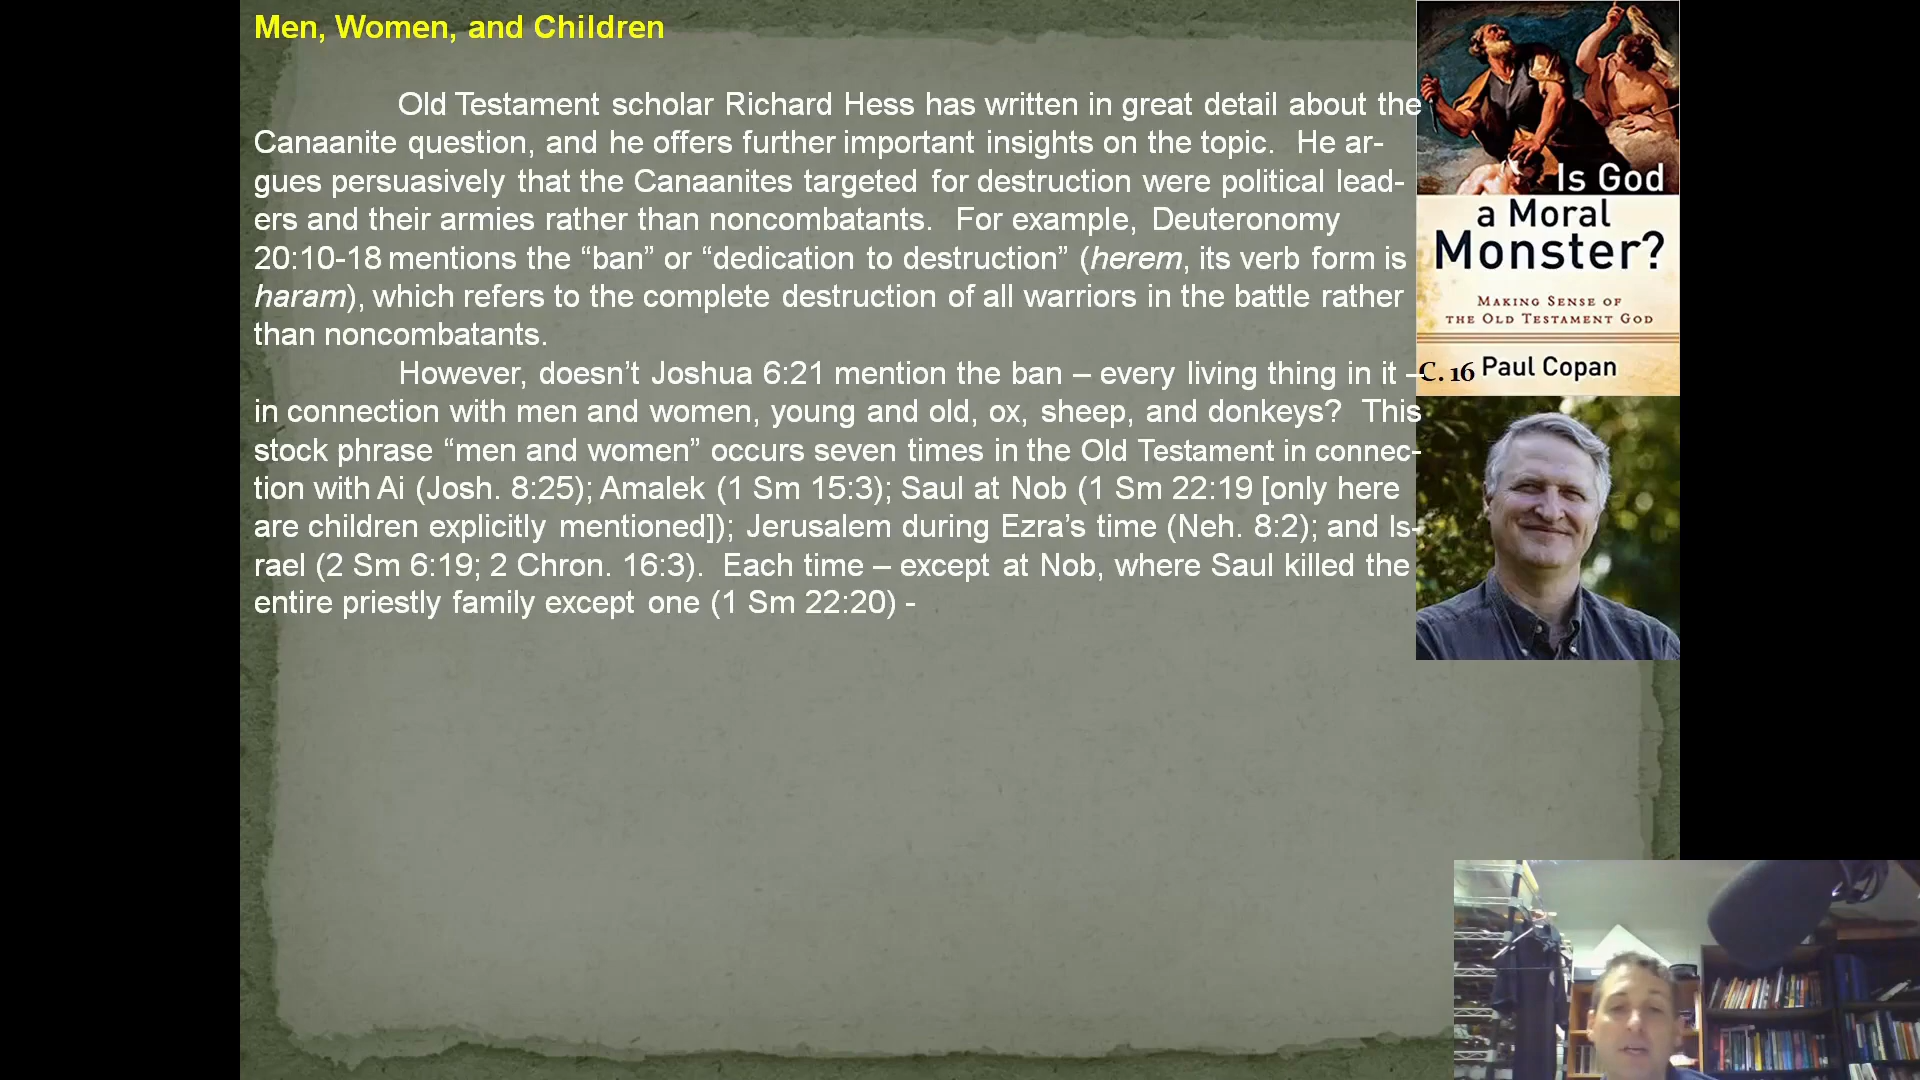 Men, Women, and Children
Old Testament scholar Richard Hess has written in great detail about the
Canaanite question, and he offers further important insights on the topic.  He ar-
gues persuasively that the Canaanites targeted for destruction were political lead-
ers and their armies rather than noncombatants.  For example, Deuteronomy
20:10-18 mentions the “ban” or “dedication to destruction” (herem, its verb form is
haram), which refers to the complete destruction of all warriors in the battle rather
than noncombatants.
However, doesn’t Joshua 6:21 mention the ban – every living thing in it –
in connection with men and women, young and old, ox, sheep, and donkeys?  This
stock phrase “men and women” occurs seven times in the Old Testament in connec-
tion with Ai (Josh. 8:25); Amalek (1 Sm 15:3); Saul at Nob (1 Sm 22:19 [only here
are children explicitly mentioned]); Jerusalem during Ezra’s time (Neh. 8:2); and Is-
rael (2 Sm 6:19; 2 Chron. 16:3).  Each time – except at Nob, where Saul killed the
entire priestly family except one (1 Sm 22:20) -
Is God
a Moral
Monster?
MAKING SENSE OF
THE OLD TESTAMENT GOD
C. 16 Paul Copan